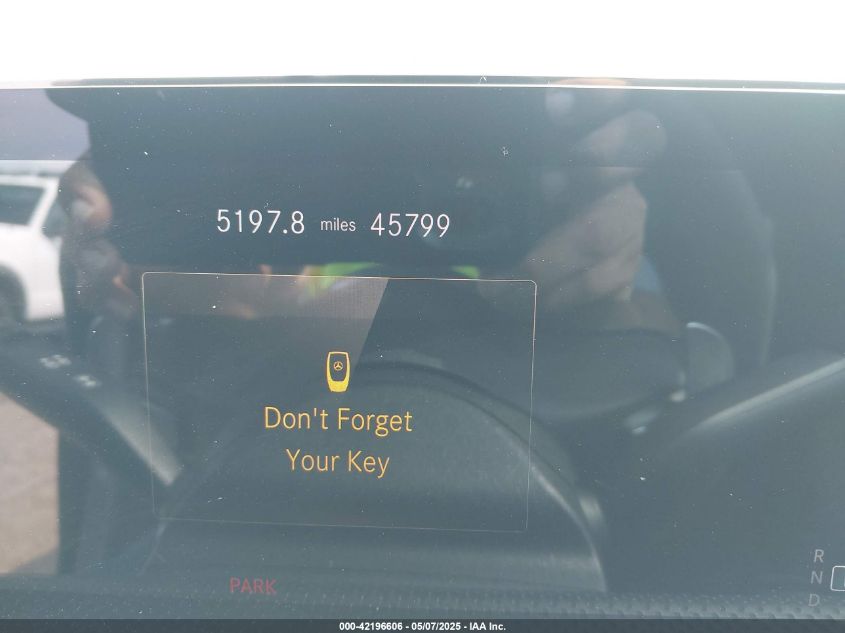 5197.8 miles 45799
Don't Forget
Your Key
PARK
R
N
D
000-42196606 - 05/07/2025 - IAA Inc.